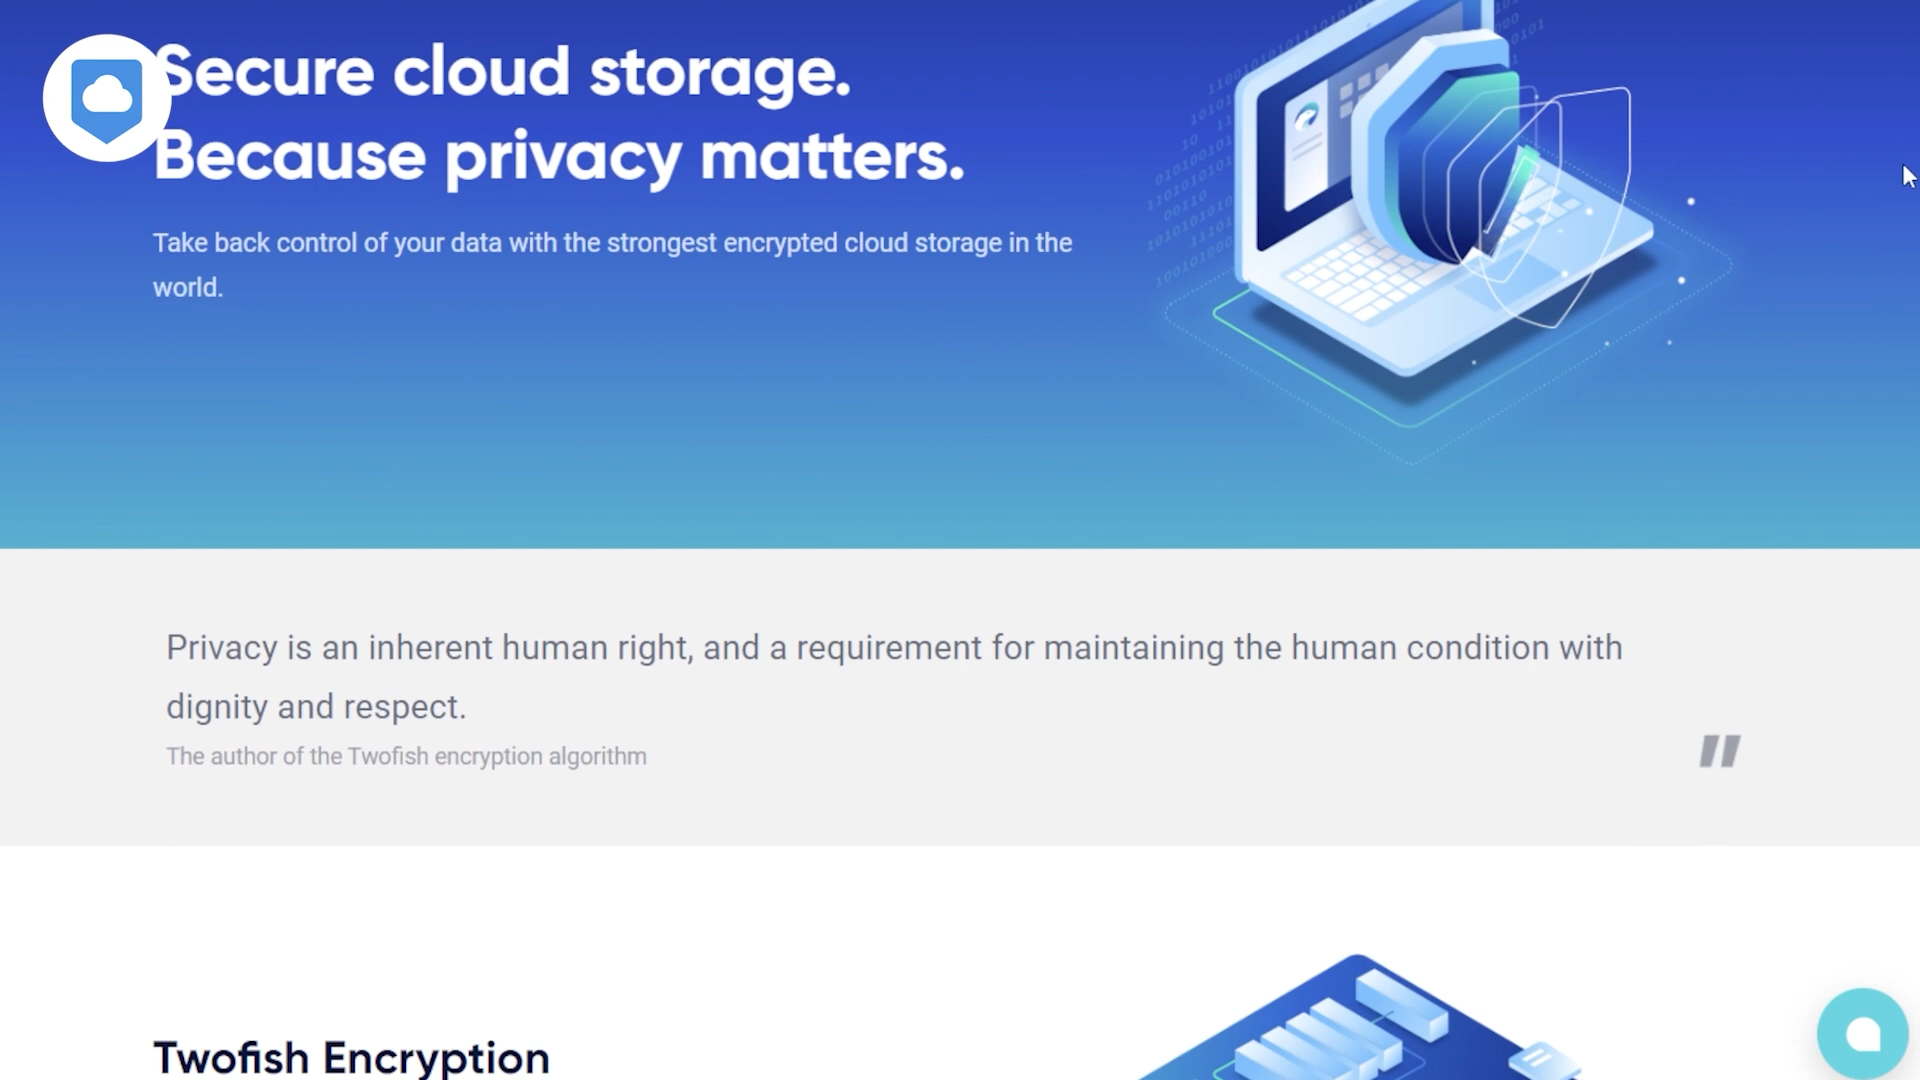 Secure cloud storage.
Because privacy matters.
Take back control of your data with the strongest encrypted cloud storage in the
world.
Privacy is an inherent human right, and a requirement for maintaining the human condition with
dignity and respect.
The author of the Twofish encryption algorithm
"
Twofish Encryption